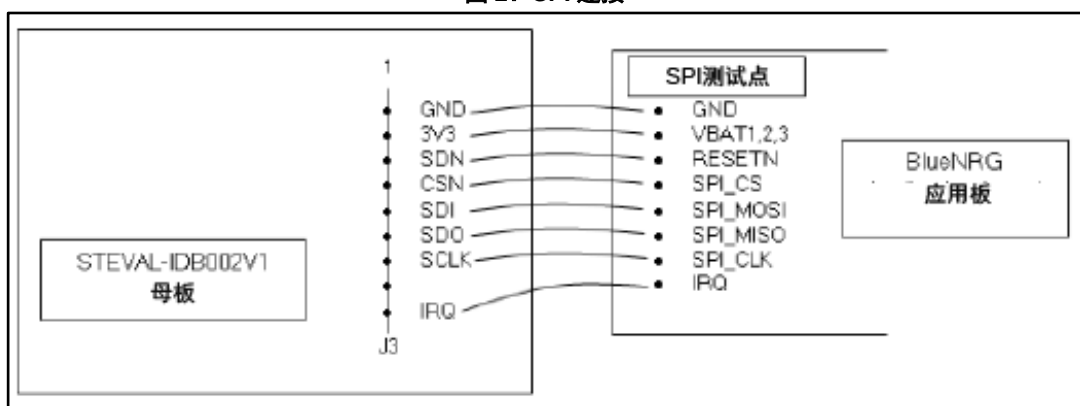 1
GND
3V3
SDN
CSN
SDI
SDO
SCLK
IRQ
J3
STEVAL-IDB002V1
母板
SPI测试点
GND
VBAT1,2,3
RESETN
SPI_CS
SPI_MOSI
SPI_MISO
SPI_CLK
IRQ
BlueNRG
应用板